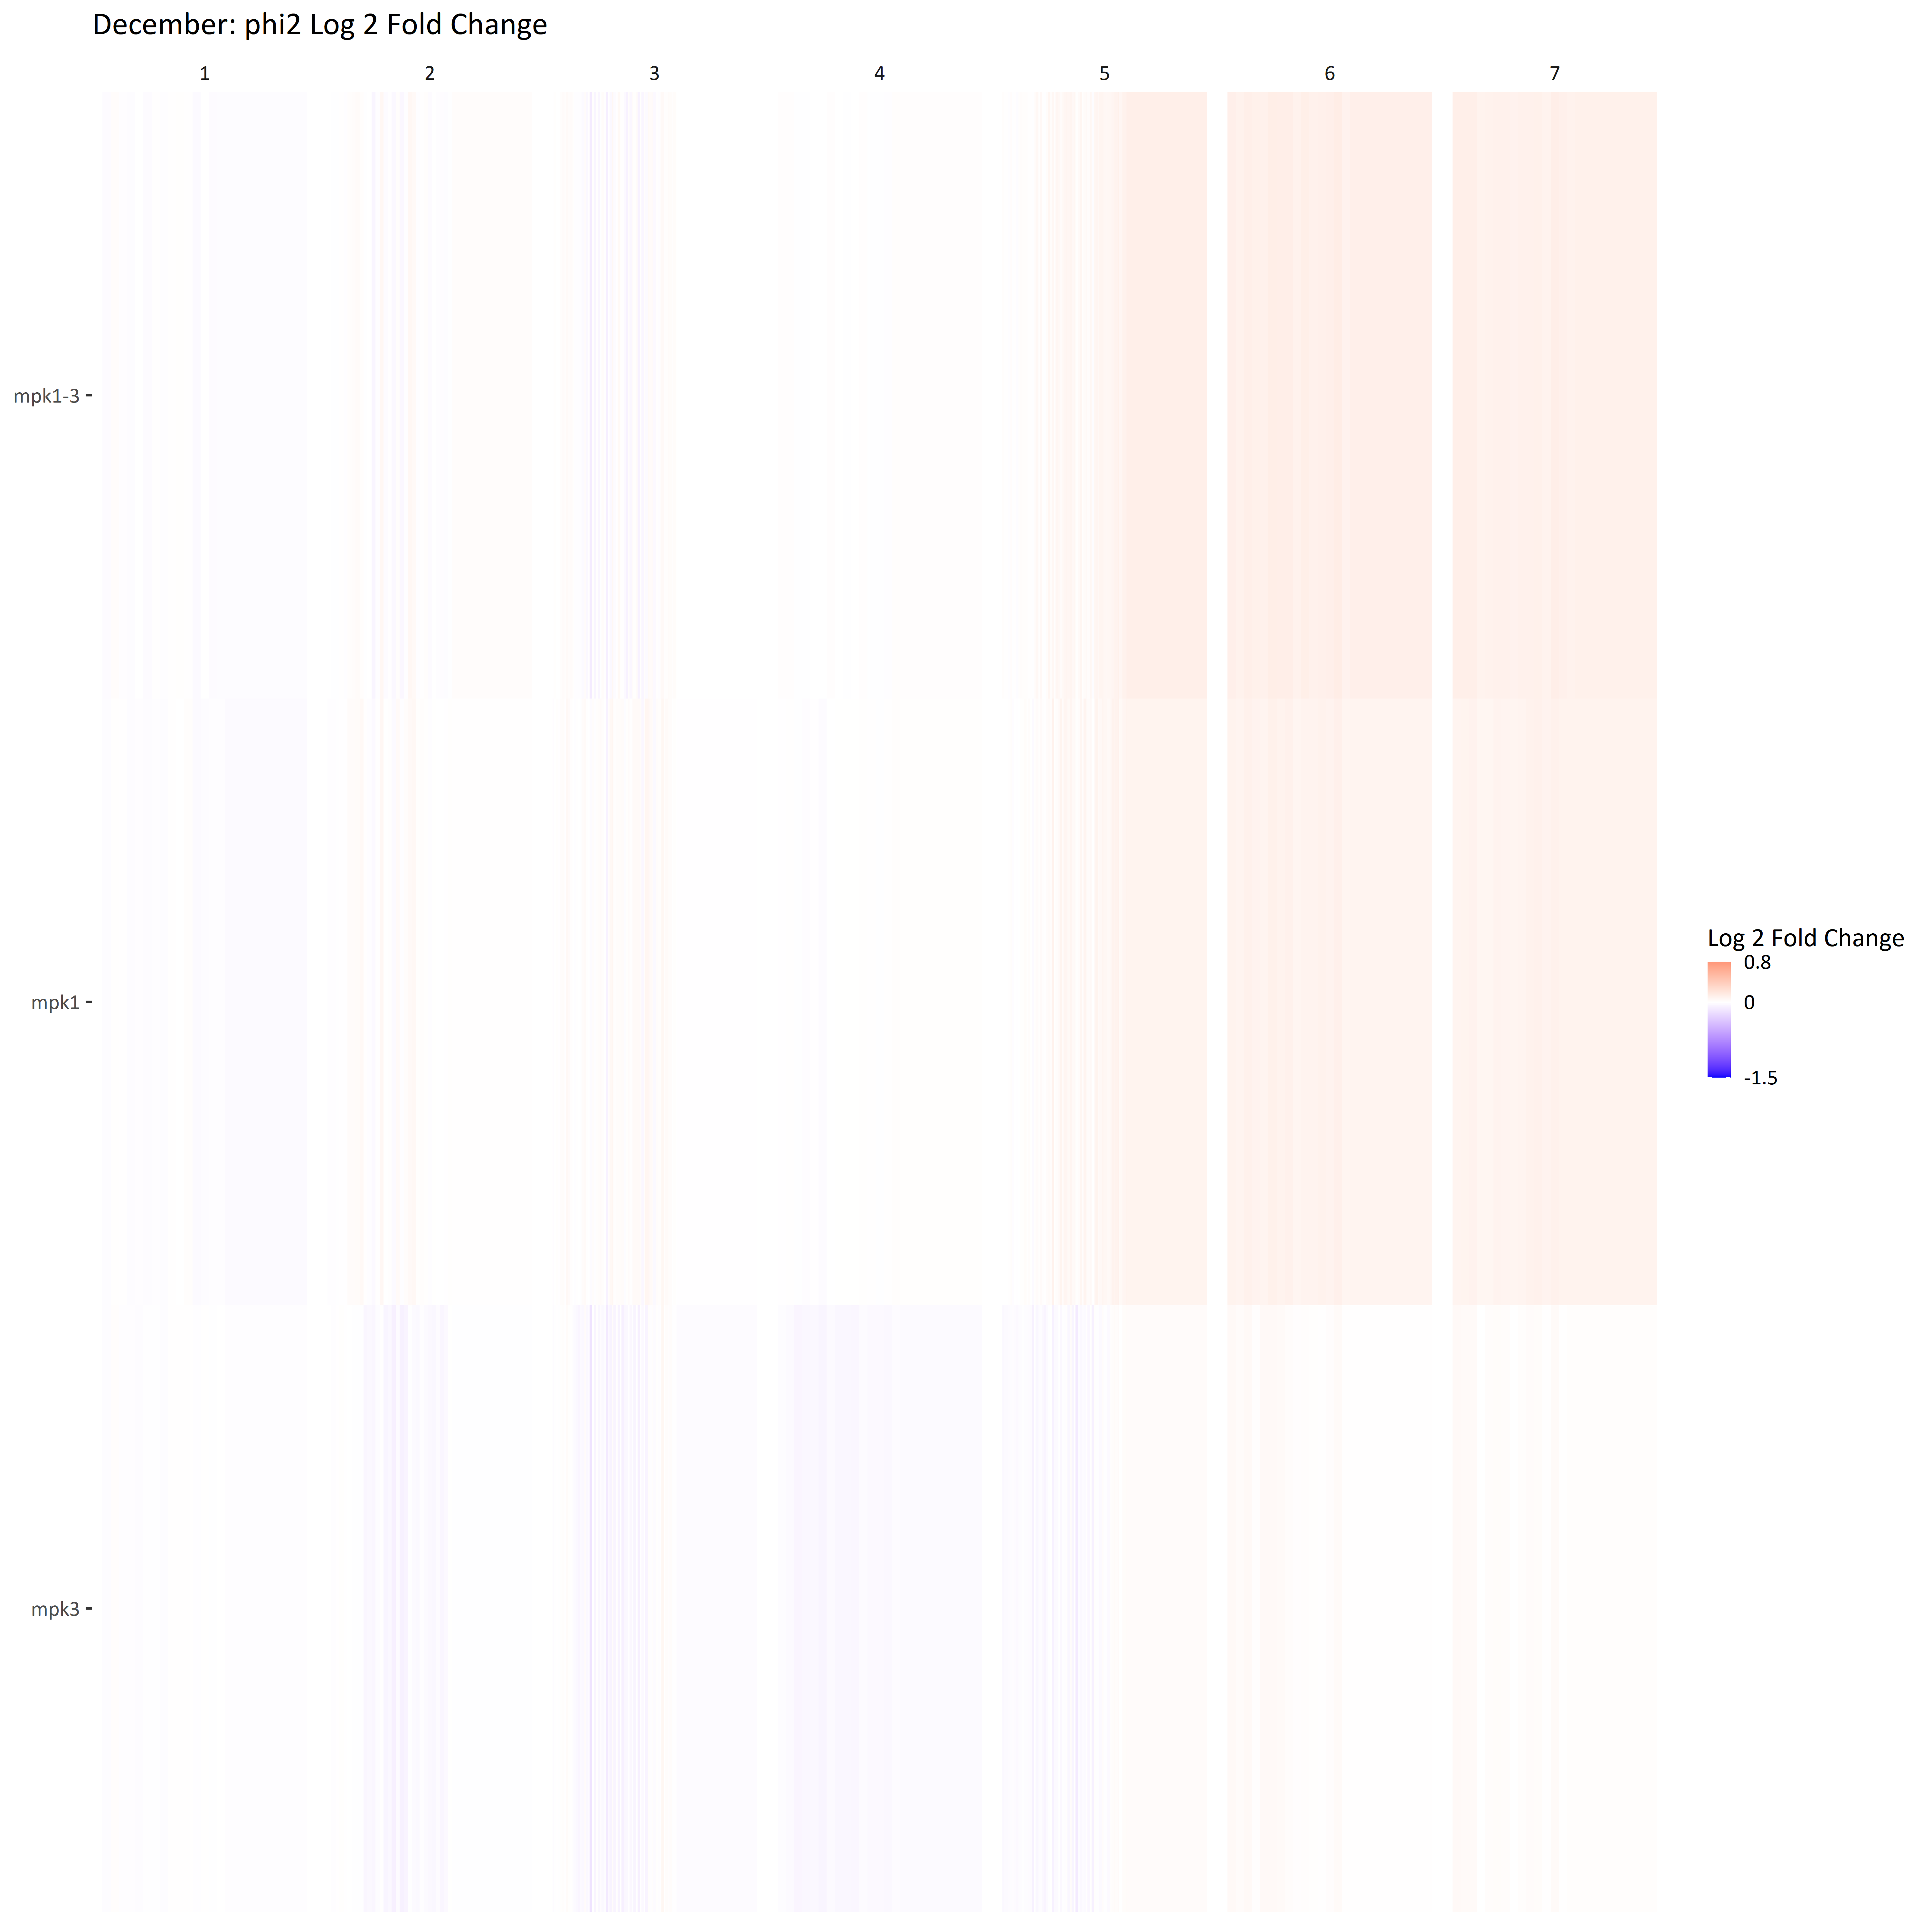 December: phi2 Log 2 Fold Change
1 2 3 4 5 6 7
mpk1-3
mpk1
mpk3
Log 2 Fold Change
0.8
0
-1.5